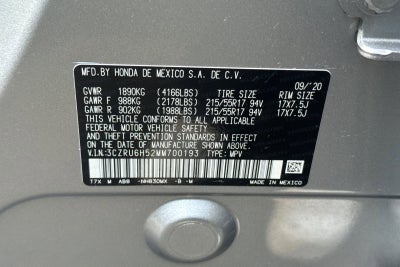 MFD.BY HONDA DE MEXICO S.A. DE C.V.
GVWR 1890KG (4166LBS) TIRE SIZE RIM SIZE 09/'20
GAWR F 988KG (2178LBS) 215/55R17 94V 17X7.5J
GAWR R 902KG (1988LBS) 215/55R17 94V 17X7.5J
THIS VEHICLE CONFORMS TO ALL APPLICABLE
FEDERAL MOTOR VEHICLE SAFETY AND THEFT
PREVENTION STANDARDS IN EFFECT ON THE
DATE OF MANUFACTURE SHOWN ABOVE.
V.I.N:3CZRU6H52MM700193 TYPE: MPV
T7X M ABB -NH830MX -B -M
MADE IN MEXICO